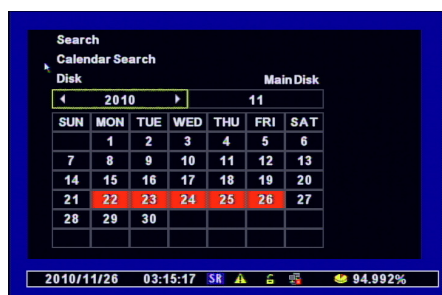 Search
Calendar Search
Disk Main Disk
2010 11
SUN MON TUE WED THU FRI SAT
1 2 3 4 5 6
7 8 9 10 11 12 13
14 15 16 17 18 19 20
21 22 23 24 25 26 27
28 29 30
2010/11/26 03:15:17 SR 94.992%